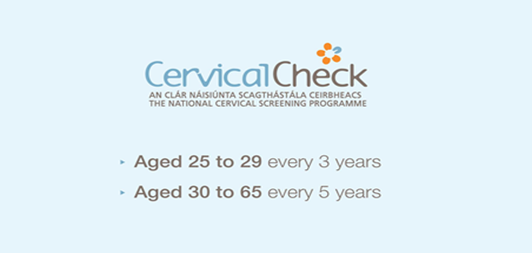 CervicalCheck
AN CLÁR NÁISIÚNTA SCAGTHÁSTÁLA CEIRBHEACS
THE NATIONAL CERVICAL SCREENING PROGRAMME
Aged 25 to 29 every 3 years
Aged 30 to 65 every 5 years